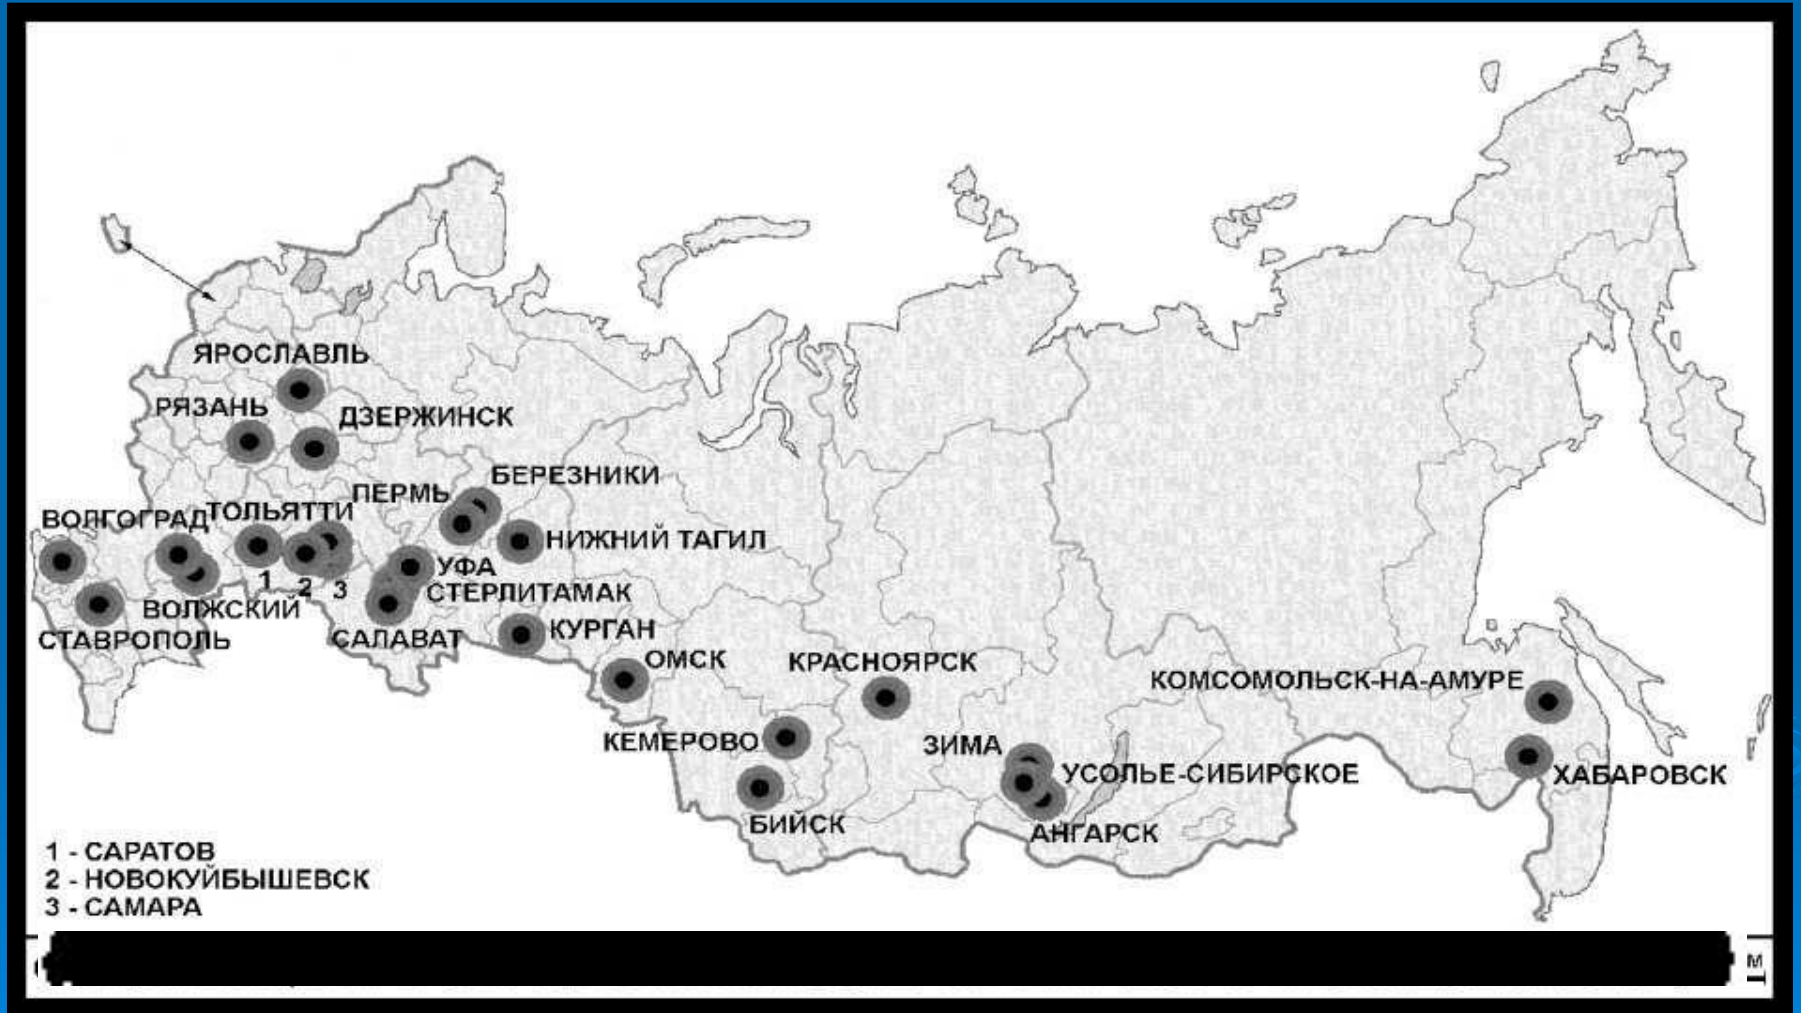 ЯРОСЛАВЛЬ
РЯЗАНЬ
ДЗЕРЖИНСК
БЕРЕЗНИКИ
ПЕРМЬ
ТОЛЬЯТТИ
ВОЛГОГРАД
НИЖНИЙ ТАГИЛ
УФА
1
2
3
СТЕРЛИТАМАК
ВОЛЖСКИЙ
КУРГАН
СТАВРОПОЛЬ
САЛАВАТ
ОМСК
КРАСНОЯРСК
КОМСОМОЛЬСК-НА-АМУРЕ
КЕМЕРОВО
ЗИМА
УСОЛЬЕ-СИБИРСКОЕ
ХАБАРОВСК
БИЙСК
АНГАРСК
1 - САРАТОВ
2 - НОВОКУЙБЫШЕВСК
3 - САМАРА